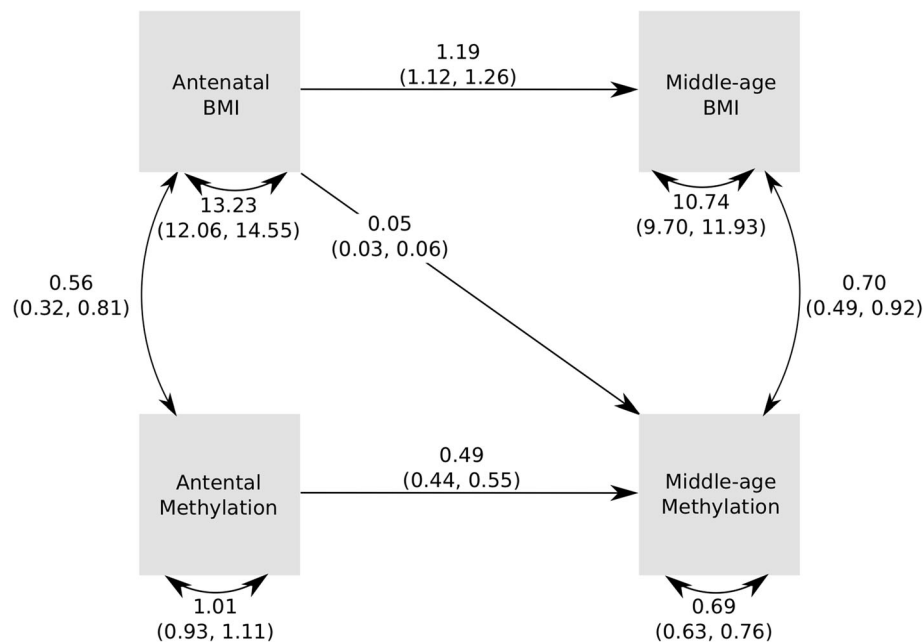 Antenatal
BMI
1.19
(1.12, 1.26)
Middle-age
BMI
13.23
(12.06, 14.55)
10.74
(9.70, 11.93)
0.05
(0.03, 0.06)
0.56
(0.32, 0.81)
0.70
(0.49, 0.92)
Antental
Methylation
0.49
(0.44, 0.55)
Middle-age
Methylation
1.01
(0.93, 1.11)
0.69
(0.63, 0.76)